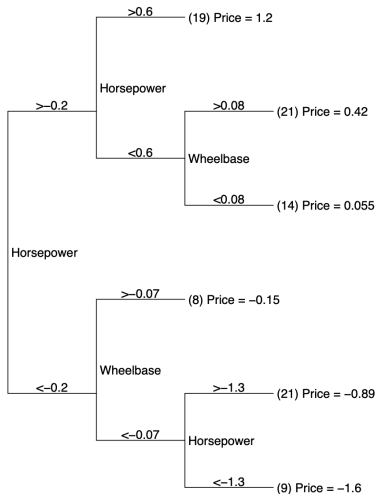 >0.6
(19) Price = 1.2
Horsepower
>−0.2
>0.08
(21) Price = 0.42
<0.6
Wheelbase
<0.08
(14) Price = 0.055
Horsepower
>−0.07
(8) Price = −0.15
Wheelbase
<−0.2
>−1.3
(21) Price = −0.89
<−0.07
Horsepower
<−1.3
(9) Price = −1.6